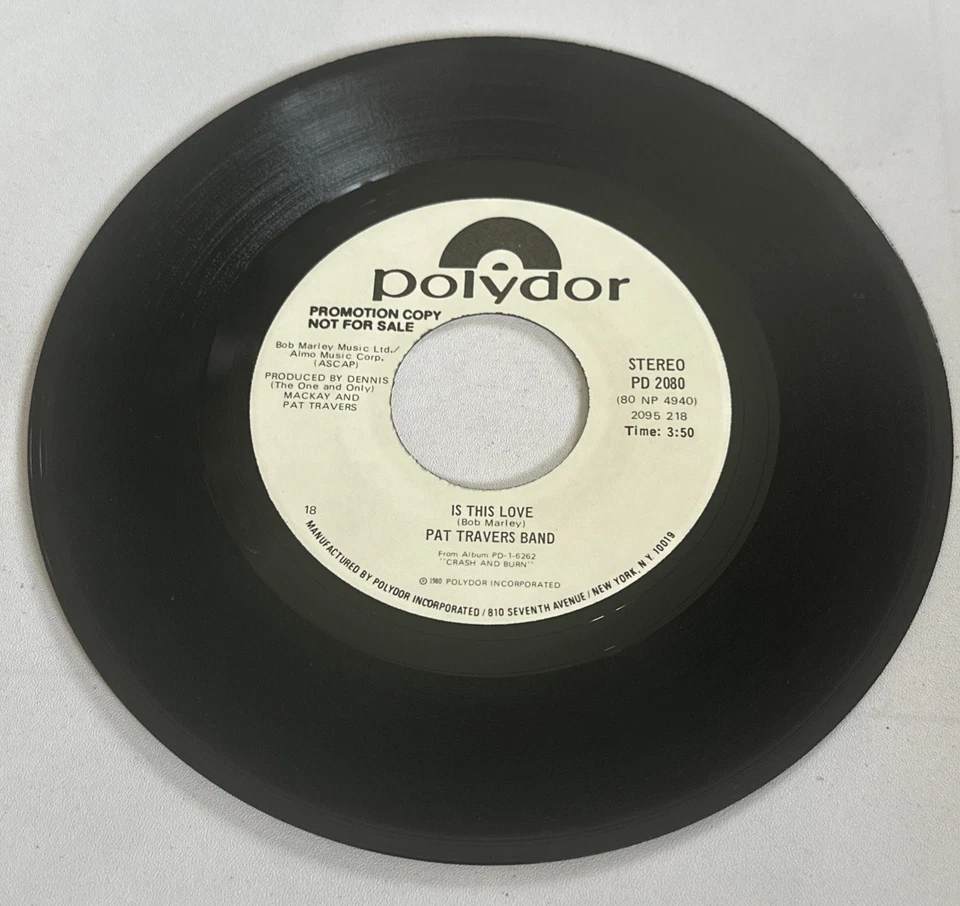 polydor
PROMOTION COPY
NOT FOR SALE
Bob Marley Music Ltd./
Almo Music Corp.
(ASCAP)
PRODUCED BY DENNIS
(The One and Only)
MACKAY AND
PAT TRAVERS
STEREO
PD 2080
(80 NP 4940)
2095 218
Time: 3:50
18
IS THIS LOVE
(Bob Marley)
PAT TRAVERS BAND
From Album PD-1-6262
"CRASH AND BURN"
℗ 1980 POLYDOR INCORPORATED
MANUFACTURED BY POLYDOR INCORPORATED / 810 SEVENTH AVENUE / NEW YORK, N.Y. 10019